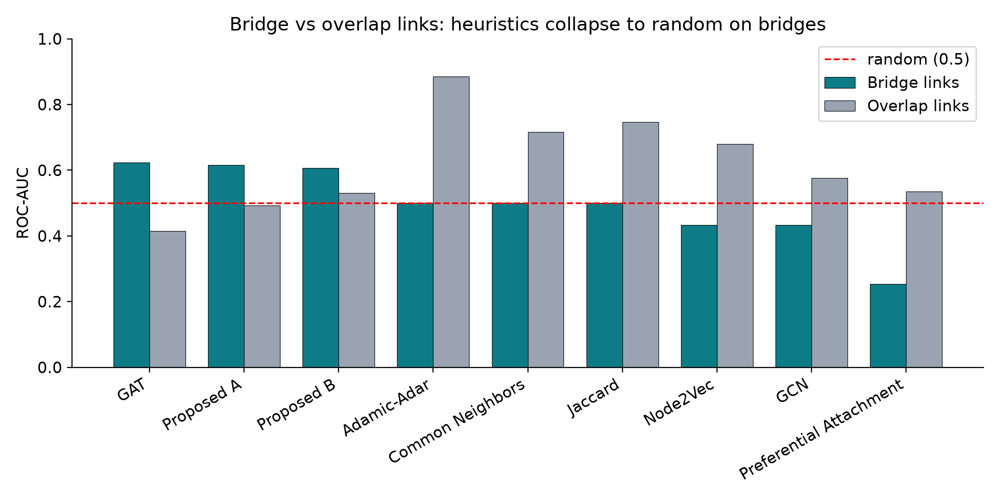 Bridge vs overlap links: heuristics collapse to random on bridges
1.0
0.8
0.6
0.4
0.2
0.0
ROC-AUC
random (0.5)
Bridge links
Overlap links
GAT
Proposed A
Proposed B
Adamic-Adar
Common Neighbors
Jaccard
Node2Vec
GCN
Preferential Attachment